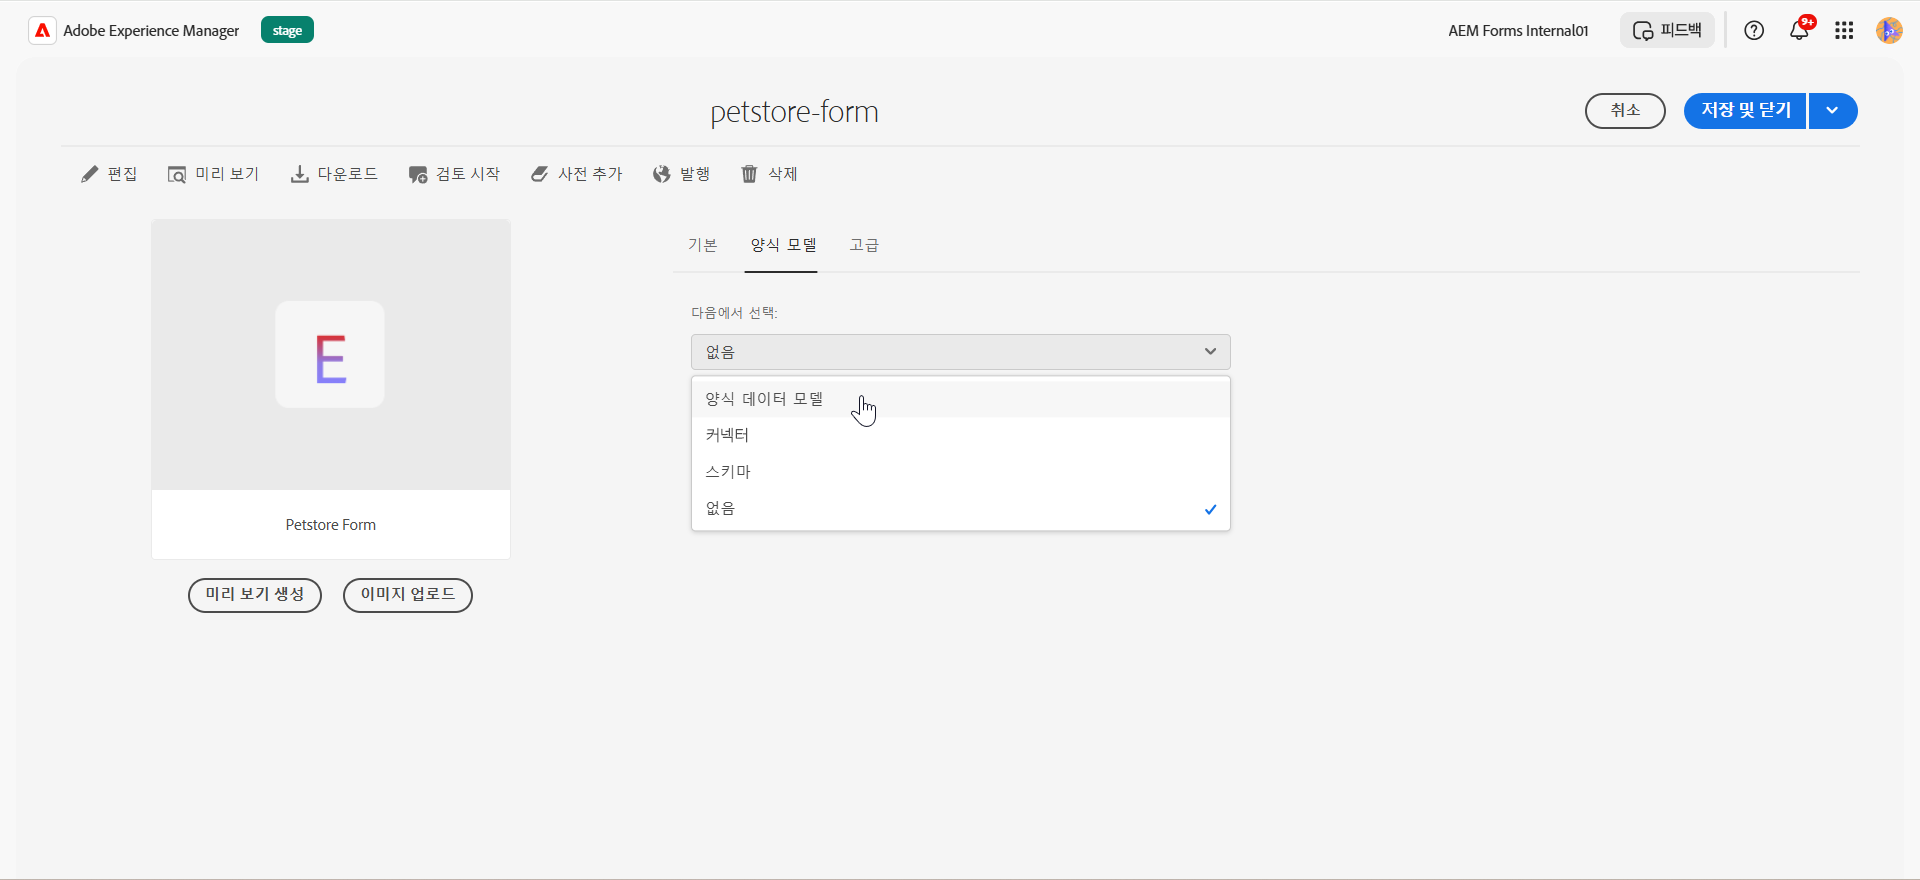 Adobe Experience Manager stage AEM Forms Internal01 피드백 9+
petstore-form 취소 저장 및 닫기
편집 미리 보기 다운로드 검토 시작 사전 추가 발행 삭제
기본 양식 모델 고급
다음에서 선택:
없음
양식 데이터 모델
커넥터
스키마
없음
E
Petstore Form
미리 보기 생성 이미지 업로드